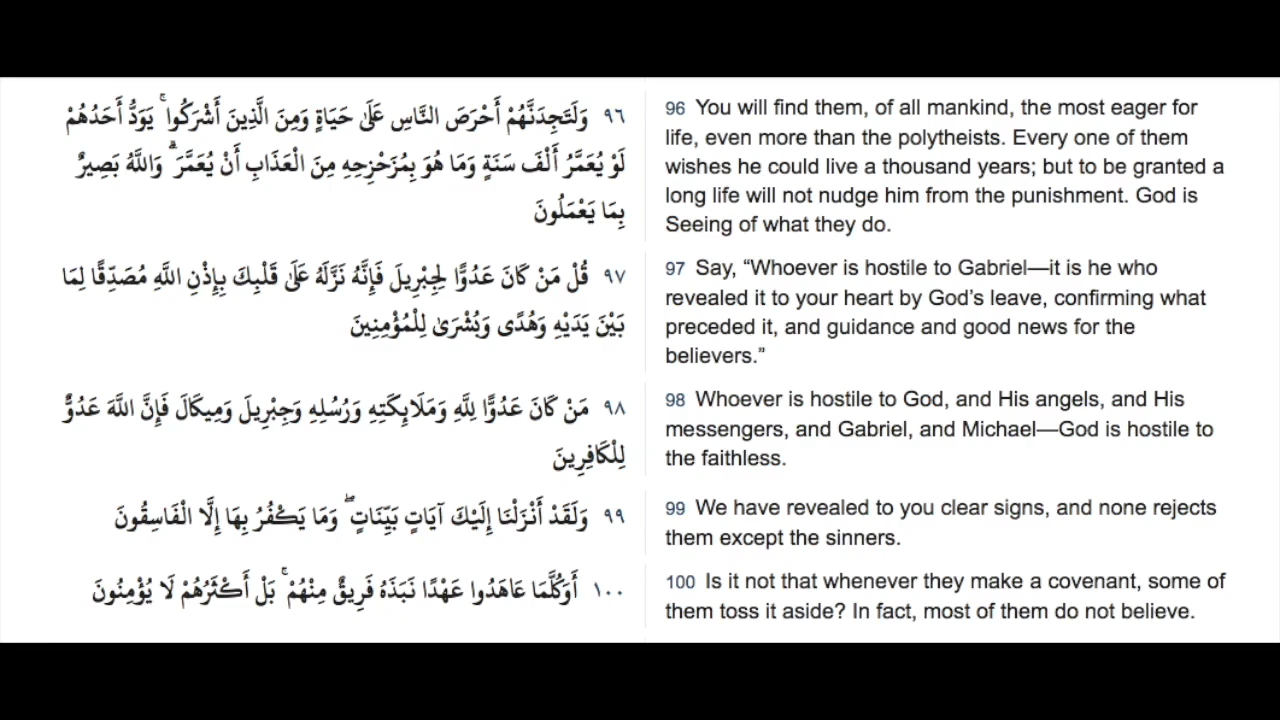 ٩٦ وَلَتَجِدَنَّهُمْ أَحْرَصَ النَّاسِ عَلَىٰ حَيَاةٍ وَمِنَ الَّذِينَ أَشْرَكُوا ۚ يَوَدُّ أَحَدُهُمْ
لَوْ يُعَمَّرُ أَلْفَ سَنَةٍ وَمَا هُوَ بِمُزَحْزِحِهِ مِنَ الْعَذَابِ أَنْ يُعَمَّرَ ۗ وَاللَّهُ بَصِيرٌ
بِمَا يَعْمَلُونَ
96 You will find them, of all mankind, the most eager for
life, even more than the polytheists. Every one of them
wishes he could live a thousand years; but to be granted a
long life will not nudge him from the punishment. God is
Seeing of what they do.
٩٧ قُلْ مَنْ كَانَ عَدُوًّا لِجِبْرِيلَ فَإِنَّهُ نَزَّلَهُ عَلَىٰ قَلْبِكَ بِإِذْنِ اللَّهِ مُصَدِّقًا لِمَا
بَيْنَ يَدَيْهِ وَهُدًى وَبُشْرَىٰ لِلْمُؤْمِنِينَ
97 Say, “Whoever is hostile to Gabriel—it is he who
revealed it to your heart by God’s leave, confirming what
preceded it, and guidance and good news for the
believers.”
٩٨ مَنْ كَانَ عَدُوًّا لِلَّهِ وَمَلَائِكَتِهِ وَرُسُلِهِ وَجِبْرِيلَ وَمِيكَالَ فَإِنَّ اللَّهَ عَدُوٌّ
لِلْكَافِرِينَ
98 Whoever is hostile to God, and His angels, and His
messengers, and Gabriel, and Michael—God is hostile to
the faithless.
٩٩ وَلَقَدْ أَنْزَلْنَا إِلَيْكَ آيَاتٍ بَيِّنَاتٍ ۖ وَمَا يَكْفُرُ بِهَا إِلَّا الْفَاسِقُونَ
99 We have revealed to you clear signs, and none rejects
them except the sinners.
١٠٠ أَوَكُلَّمَا عَاهَدُوا عَهْدًا نَبَذَهُ فَرِيقٌ مِنْهُمْ ۚ بَلْ أَكْثَرُهُمْ لَا يُؤْمِنُونَ
100 Is it not that whenever they make a covenant, some of
them toss it aside? In fact, most of them do not believe.